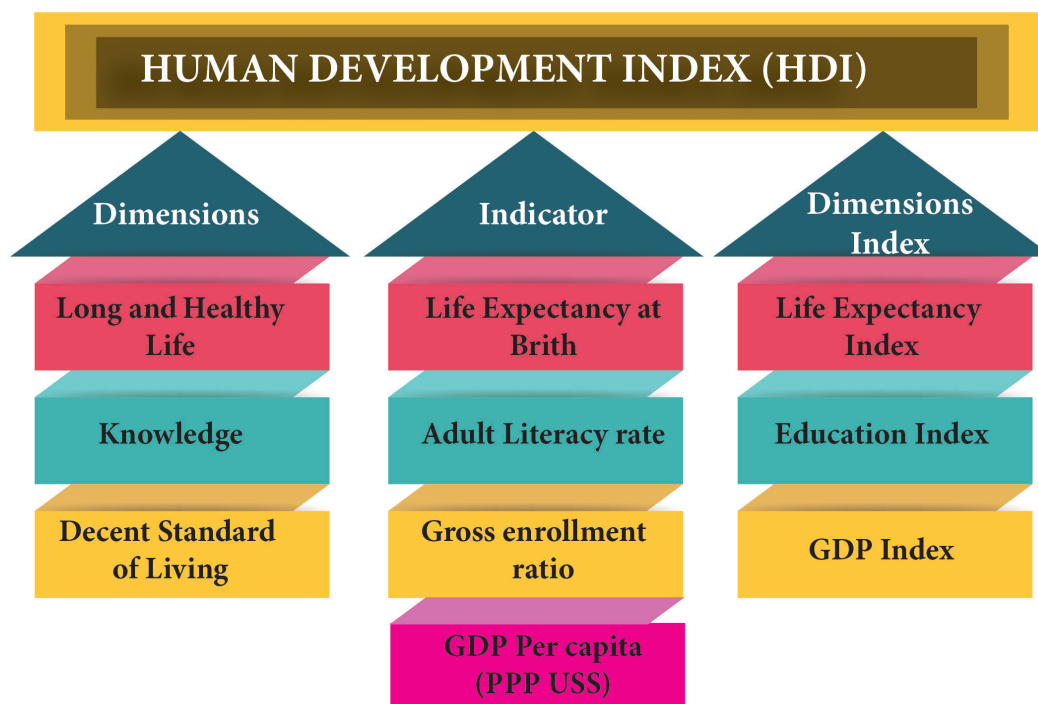 HUMAN DEVELOPMENT INDEX (HDI)
Dimensions
Long and Healthy
Life
Knowledge
Decent Standard
of Living
Indicator
Life Expectancy at
Brith
Adult Literacy rate
Gross enrollment
ratio
GDP Per capita
(PPP USS)
Dimensions
Index
Life Expectancy
Index
Education Index
GDP Index